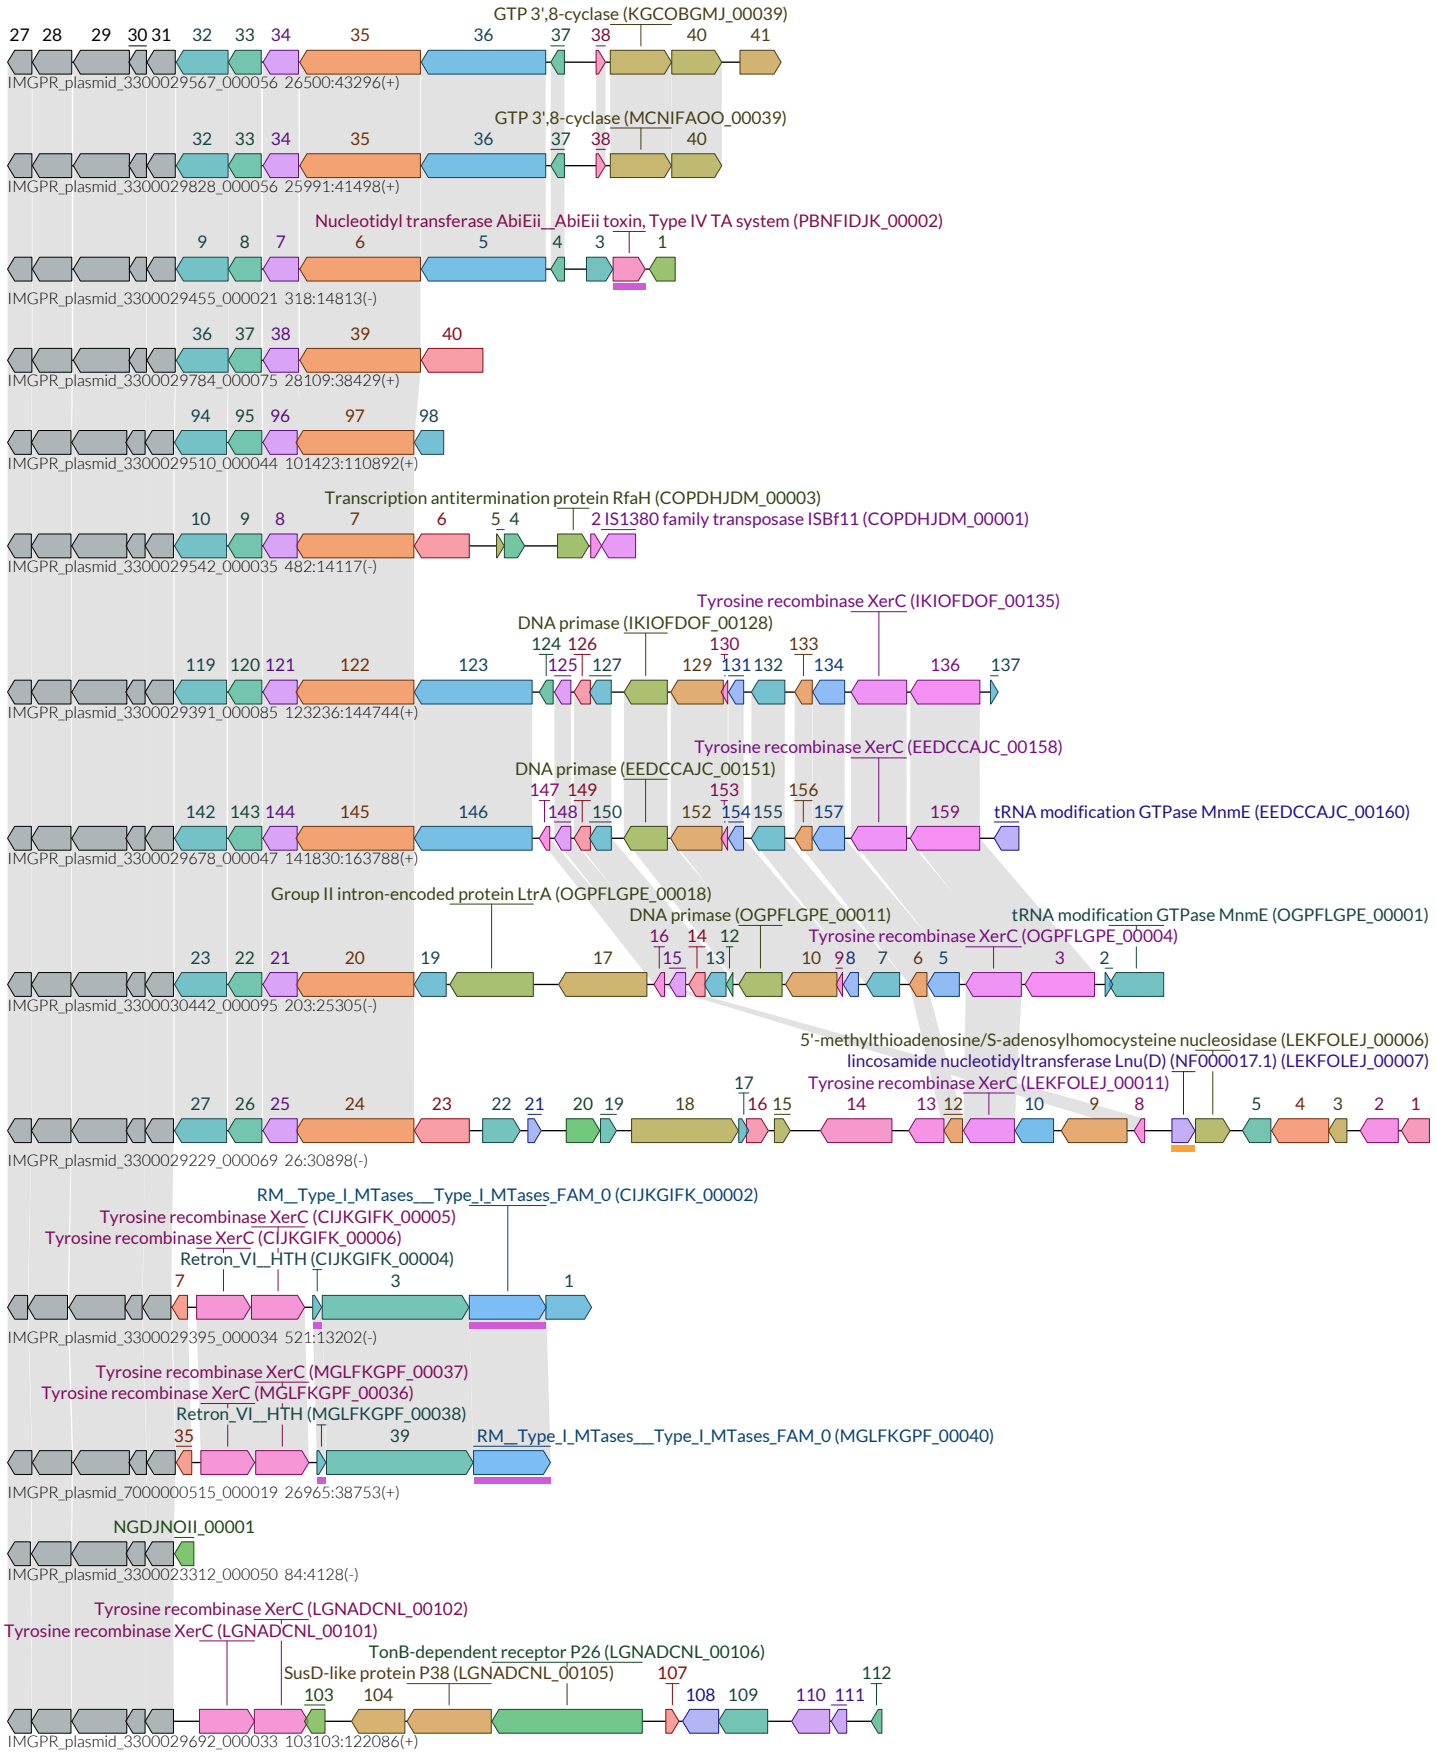 GTP 3',8-cyclase (KGCOBGMJ_00039)
27 28 29 30 31 32 33 34 35 36 37 38 40 41
IMGPR_plasmid_3300029567_000056 26500:43296(+)
GTP 3',8-cyclase (MCNIFAOO_00039)
32 33 34 35 36 37 38 40
IMGPR_plasmid_3300029828_000056 25991:41498(+)
Nucleotidyl transferase AbiEii__AbiEii toxin, Type IV TA system (PBNFIDJK_00002)
9 8 7 6 5 4 3 1
IMGPR_plasmid_3300029455_000021 318:14813(-)
36 37 38 39 40
IMGPR_plasmid_3300029784_000075 28109:38429(+)
94 95 96 97 98
IMGPR_plasmid_3300029510_000044 101423:110892(+)
Transcription antitermination protein RfaH (COPDHJDM_00003)
10 9 8 7 6 5 4 2 IS1380 family transposase ISBf11 (COPDHJDM_00001)
IMGPR_plasmid_3300029542_000035 482:14117(-)
Tyrosine recombinase XerC (IKIOFDOF_00135)
DNA primase (IKIOFDOF_00128)
124 126 130 133
119 120 121 122 123 125 127 129 131 132 134 136 137
IMGPR_plasmid_3300029391_000085 123236:144744(+)
Tyrosine recombinase XerC (EEDCCAJC_00158)
DNA primase (EEDCCAJC_00151)
147 149 153 156
142 143 144 145 146 148 150 152 154 155 157 159 tRNA modification GTPase MnmE (EEDCCAJC_00160)
IMGPR_plasmid_3300029678_000047 141830:163788(+)
Group II intron-encoded protein LtrA (OGPFLGPE_00018)
DNA primase (OGPFLGPE_00011) tRNA modification GTPase MnmE (OGPFLGPE_00001)
16 14 12 Tyrosine recombinase XerC (OGPFLGPE_00004)
23 22 21 20 19 17 15 13 10 9 8 7 6 5 3 2
IMGPR_plasmid_3300030442_000095 203:25305(-)
5'-methylthioadenosine/S-adenosylhomocysteine nucleosidase (LEKFOLEJ_00006)
lincosamide nucleotidyltransferase Lnu(D) (NF000017.1) (LEKFOLEJ_00007)
17 Tyrosine recombinase XerC (LEKFOLEJ_00011)
27 26 25 24 23 22 21 20 19 18 16 15 14 13 12 10 9 8 5 4 3 2 1
IMGPR_plasmid_3300029229_000069 26:30898(-)
RM__Type_I_MTases___Type_I_MTases_FAM_0 (CIJKGIFK_00002)
Tyrosine recombinase XerC (CIJKGIFK_00005)
Tyrosine recombinase XerC (CIJKGIFK_00006)
Retron_VI__HTH (CIJKGIFK_00004)
7 3 1
IMGPR_plasmid_3300029395_000034 521:13202(-)
Tyrosine recombinase XerC (MGLFKGPF_00037)
Tyrosine recombinase XerC (MGLFKGPF_00036)
Retron_VI__HTH (MGLFKGPF_00038)
35 39 RM__Type_I_MTases___Type_I_MTases_FAM_0 (MGLFKGPF_00040)
IMGPR_plasmid_7000000515_000019 26965:38753(+)
NGDJNOII_00001
IMGPR_plasmid_3300023312_000050 84:4128(-)
Tyrosine recombinase XerC (LGNADCNL_00102)
Tyrosine recombinase XerC (LGNADCNL_00101)
TonB-dependent receptor P26 (LGNADCNL_00106)
SusD-like protein P38 (LGNADCNL_00105) 107 112
103 104 108 109 110 111
IMGPR_plasmid_3300029692_000033 103103:122086(+)